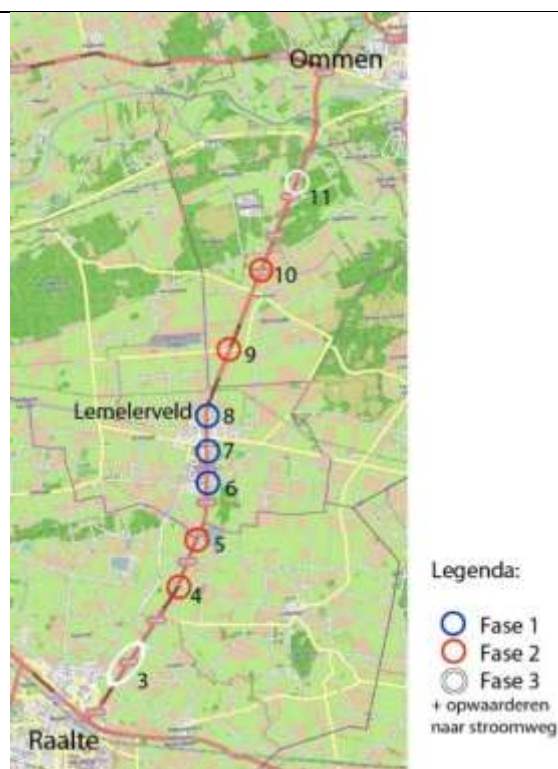 Ommen
11
10
9
Lemelerveld
8
7
6
5
4
3
Raalte
Legenda:
Fase 1
Fase 2
Fase 3
+ opwaarderen
naar stroomweg